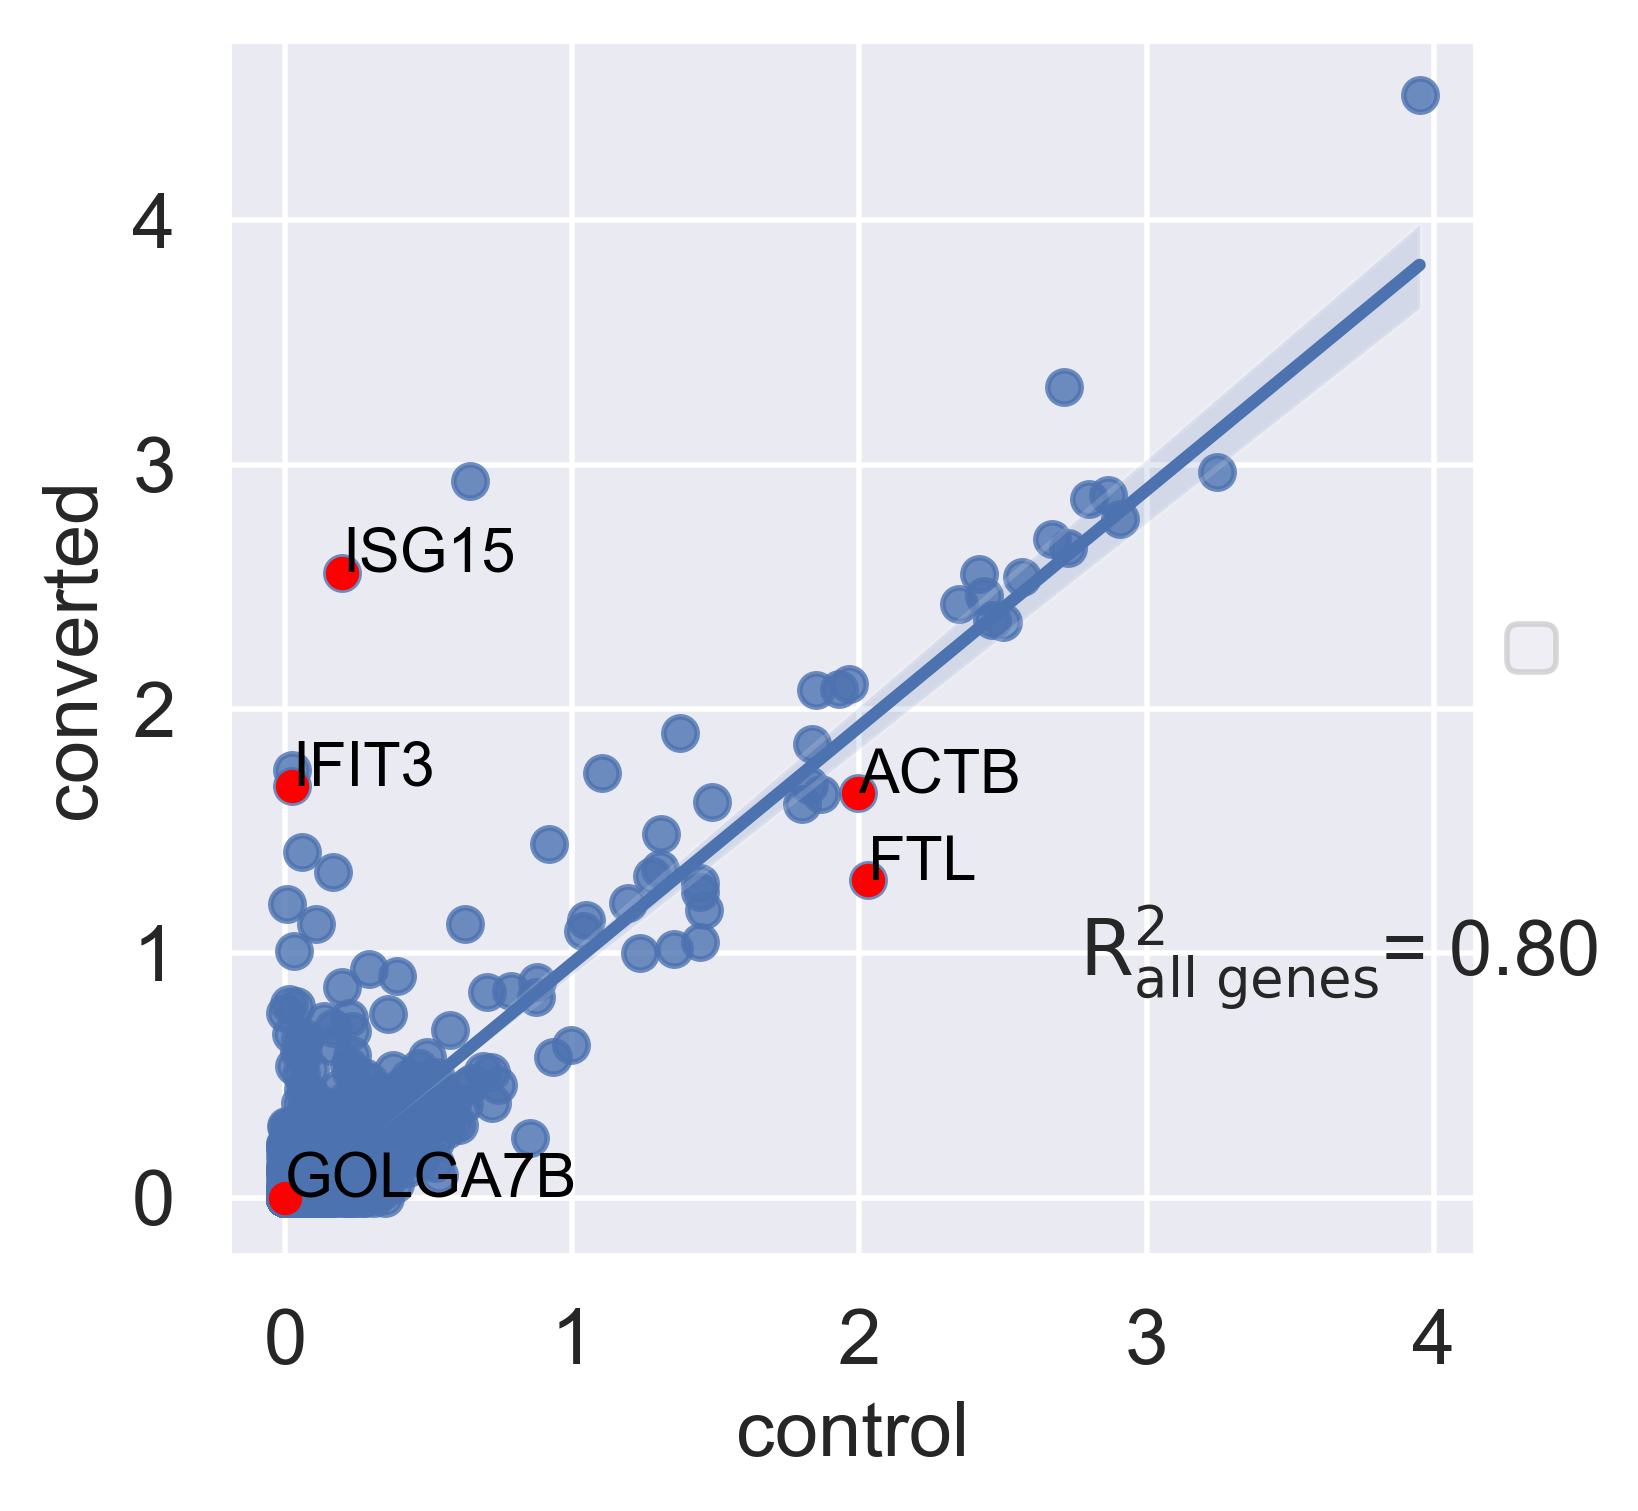 4
3
2
1
0
converted
ISG15
IFIT3
ACTB
FTL
R²all genes = 0.80
GOLGA7B
0 1 2 3 4
control